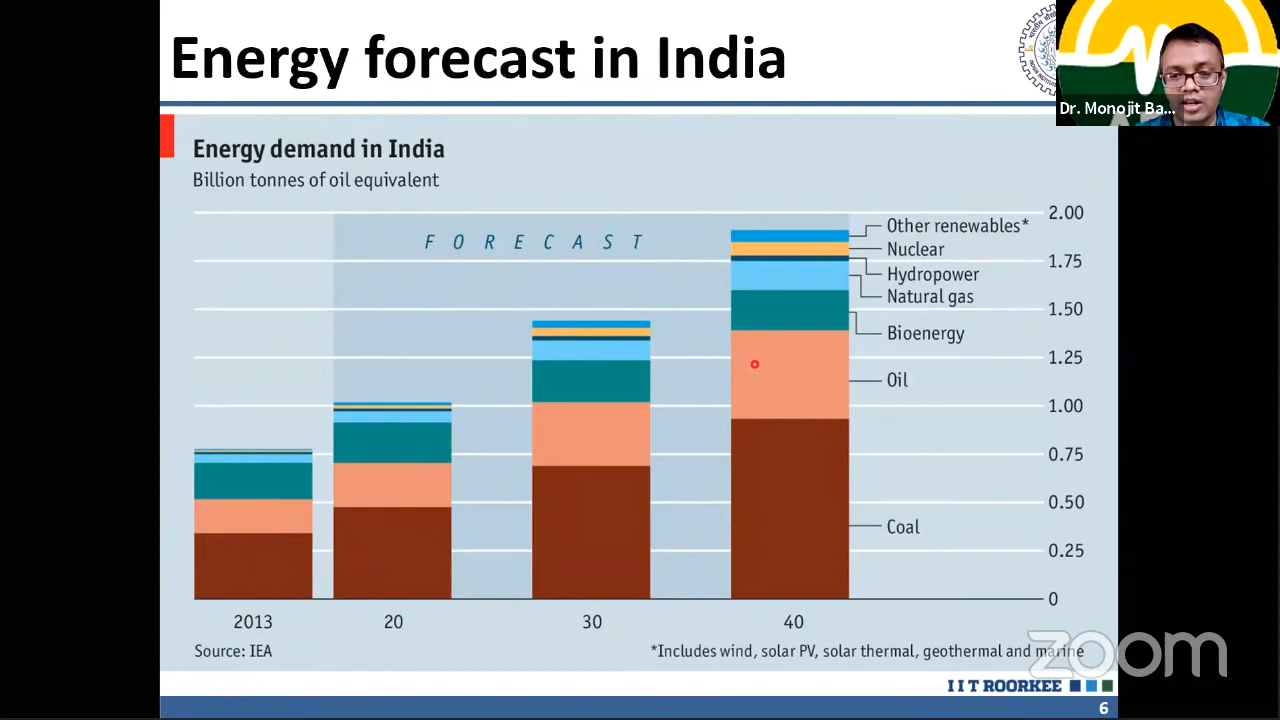 Energy forecast in India
Dr. Monojit Ba...
Energy demand in India
Billion tonnes of oil equivalent
FORECAST
2.00
1.75
1.50
1.25
1.00
0.75
0.50
0.25
0
Other renewables*
Nuclear
Hydropower
Natural gas
Bioenergy
Oil
Coal
2013
20
30
40
Source: IEA
*Includes wind, solar PV, solar thermal, geothermal and marine
zoom
IIT ROORKEE
6